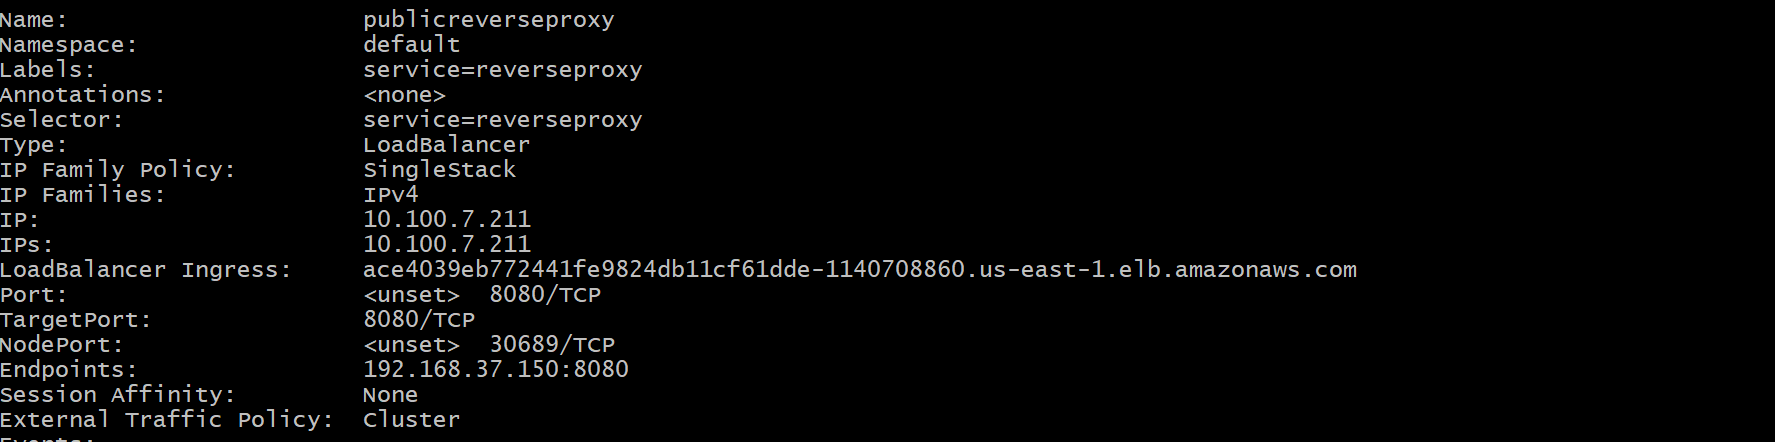 Name:                     publicreverseproxy
Namespace:                default
Labels:                   service=reverseproxy
Annotations:              <none>
Selector:                 service=reverseproxy
Type:                     LoadBalancer
IP Family Policy:         SingleStack
IP Families:              IPv4
IP:                       10.100.7.211
IPs:                      10.100.7.211
LoadBalancer Ingress:     ace4039eb772441fe9824db11cf61dde-1140708860.us-east-1.elb.amazonaws.com
Port:                     <unset>  8080/TCP
TargetPort:               8080/TCP
NodePort:                 <unset>  30689/TCP
Endpoints:                192.168.37.150:8080
Session Affinity:         None
External Traffic Policy:  Cluster
Events: